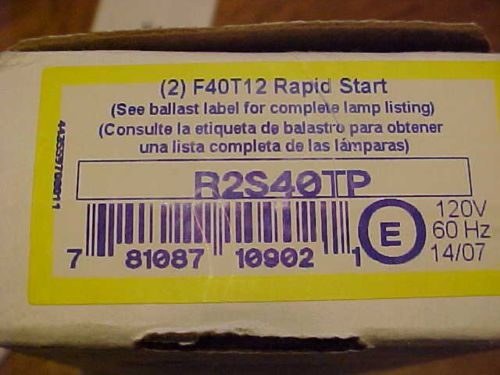 (2) F40T12 Rapid Start
(See ballast label for complete lamp listing)
(Consulte la etiqueta de balastro para obtener
una lista completa de las lámparas)
R2S40TP
7 81087 10902 1
E
120V
60 Hz
14/07